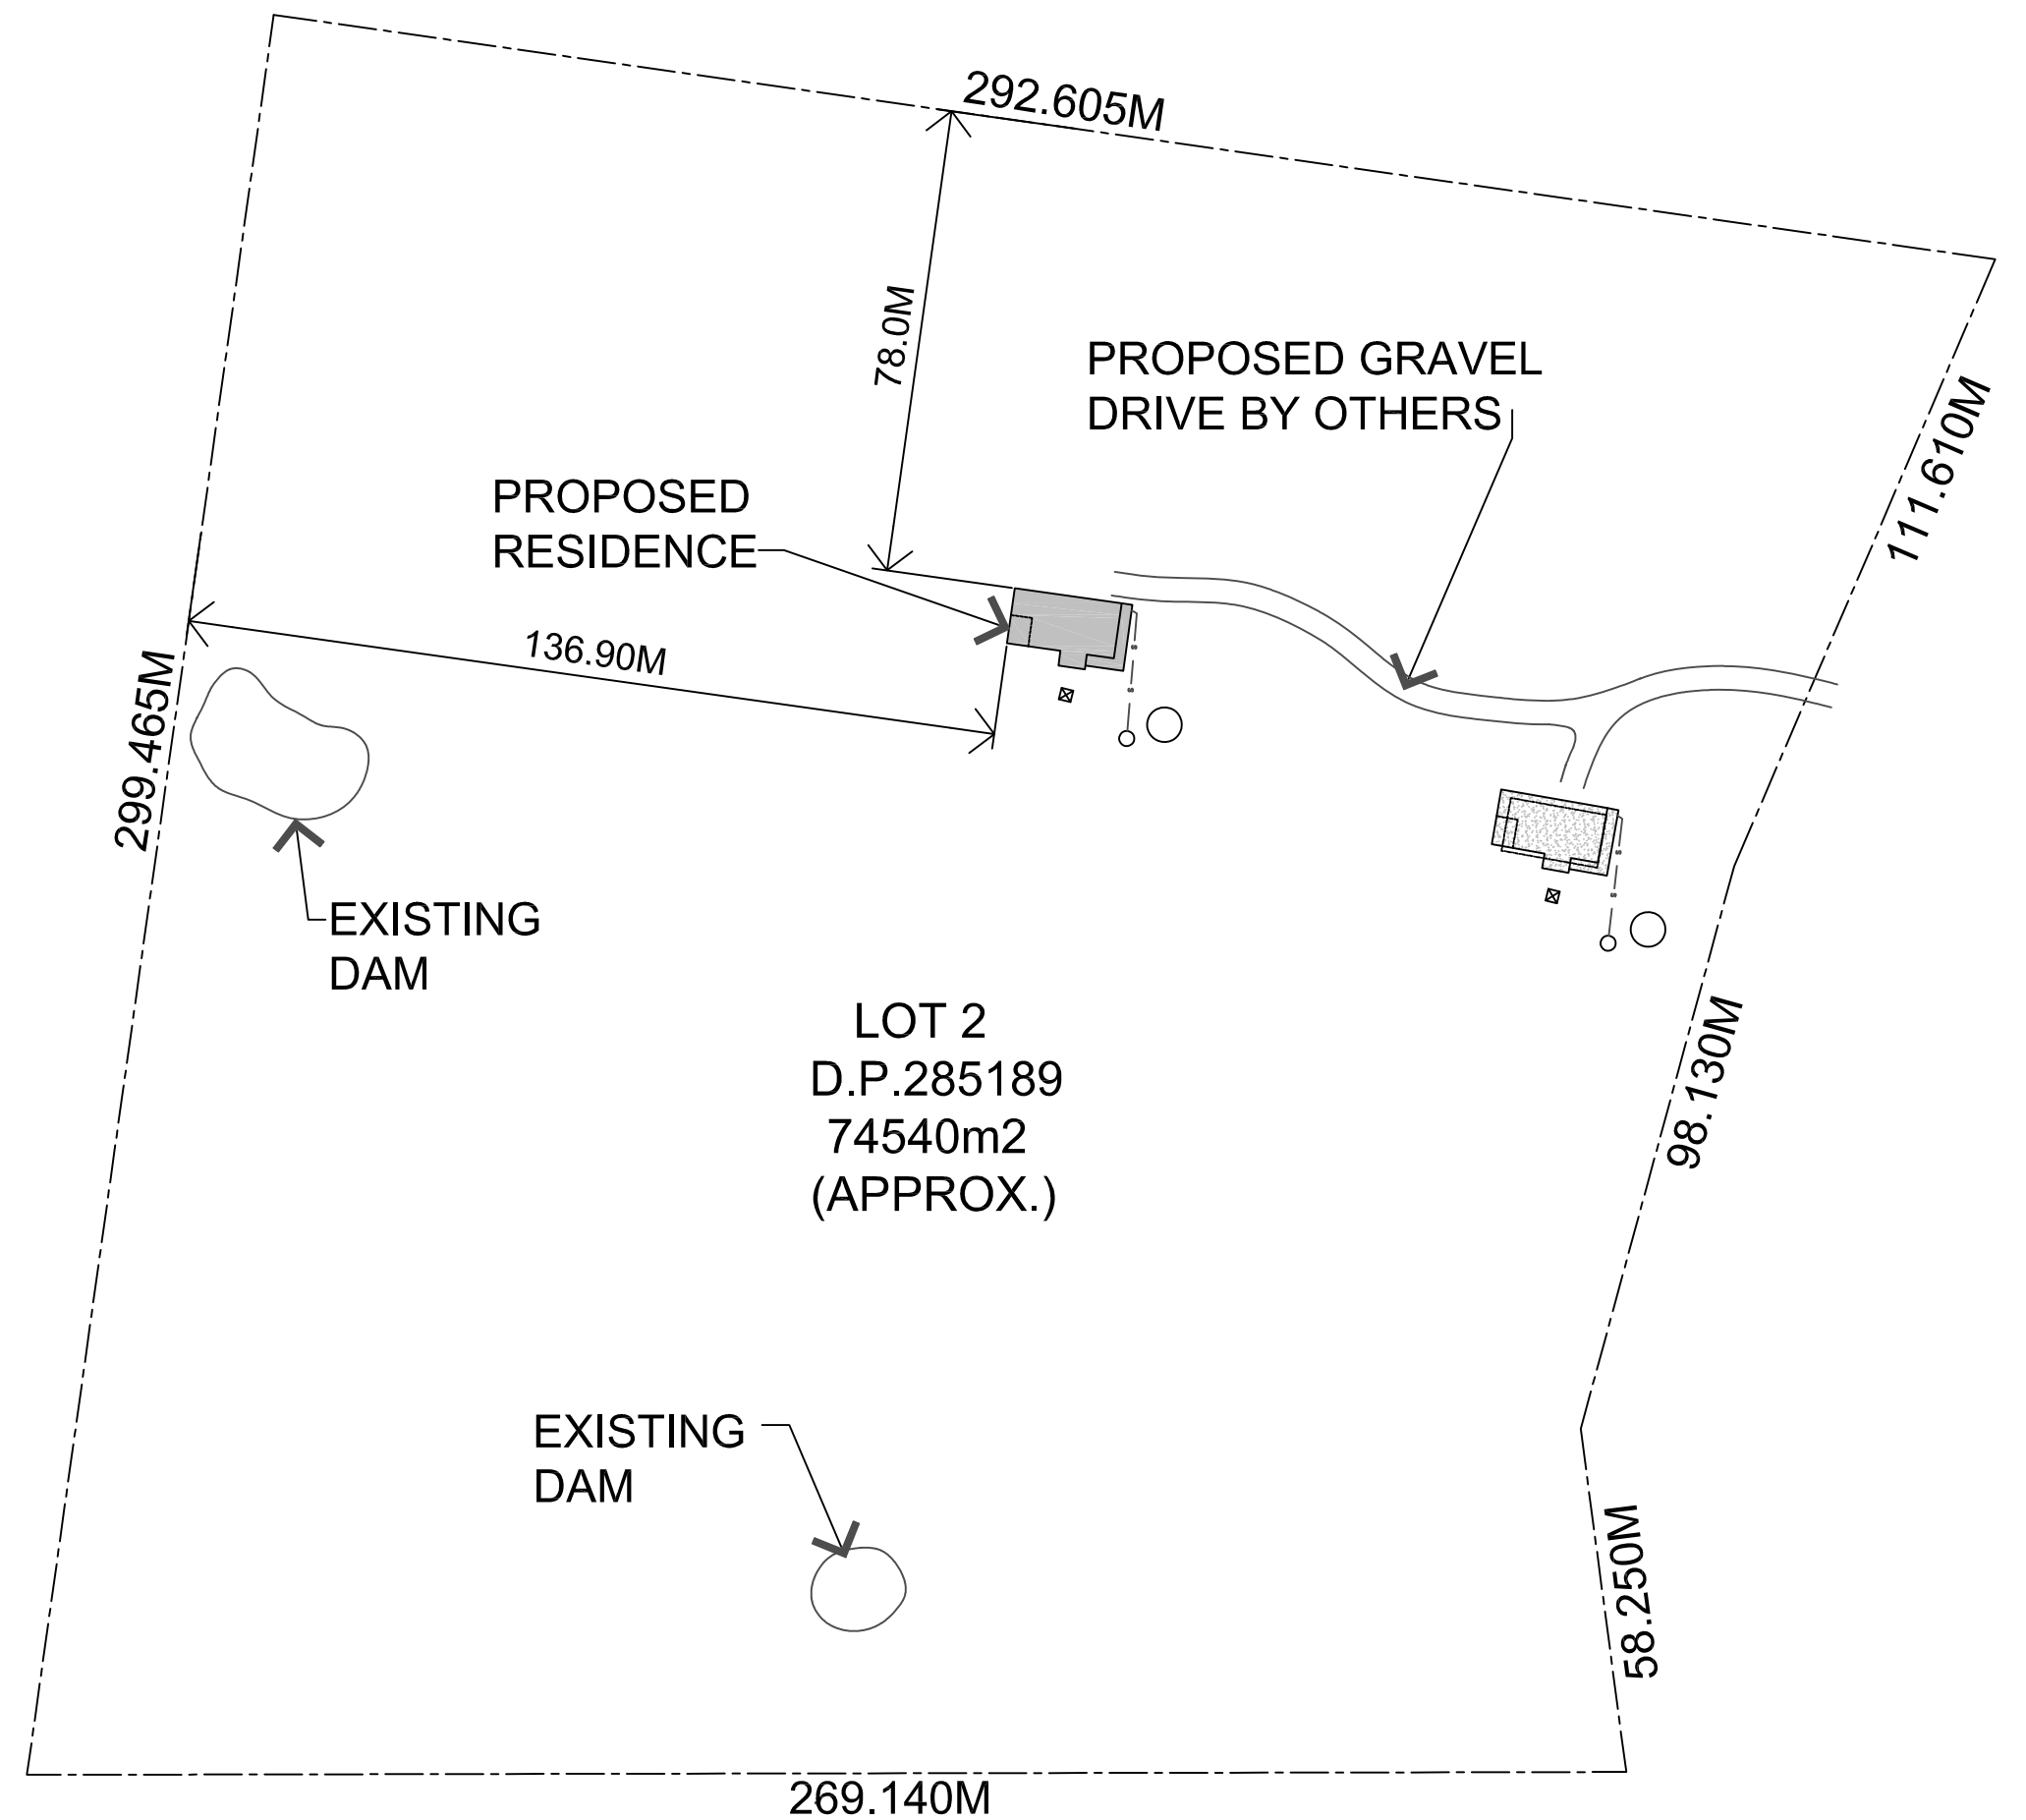 292.605M
78.0M
PROPOSED GRAVEL
DRIVE BY OTHERS
111.610M
PROPOSED
RESIDENCE
136.90M
299.465M
EXISTING
DAM
LOT 2
D.P.285189
74540m2
(APPROX.)
98.130M
EXISTING
DAM
58.250M
269.140M